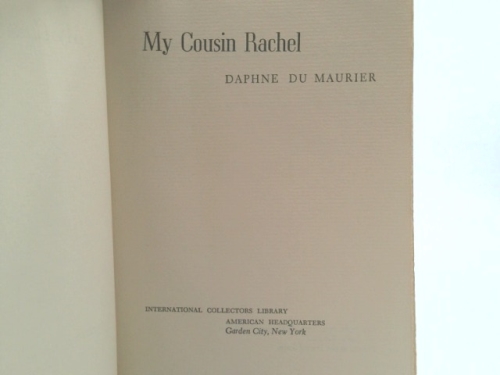 My Cousin Rachel
DAPHNE DU MAURIER
INTERNATIONAL COLLECTORS LIBRARY
AMERICAN HEADQUARTERS
Garden City, New York